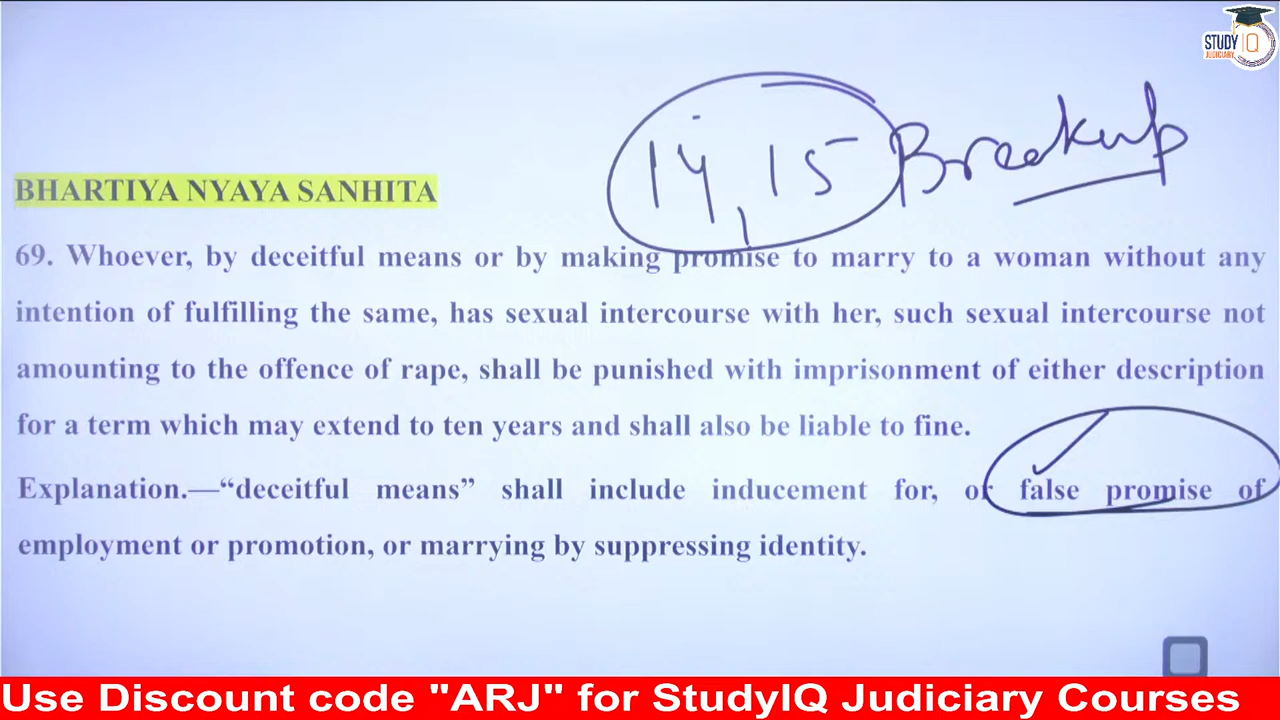 STUDY IQ
JUDICIARY
14, 15 Breakup
BHARTIYA NYAYA SANHITA
69. Whoever, by deceitful means or by making promise to marry to a woman without any
intention of fulfilling the same, has sexual intercourse with her, such sexual intercourse not
amounting to the offence of rape, shall be punished with imprisonment of either description
for a term which may extend to ten years and shall also be liable to fine.
Explanation.—“deceitful means” shall include inducement for, or false promise of
employment or promotion, or marrying by suppressing identity.
Use Discount code "ARJ" for StudyIQ Judiciary Courses